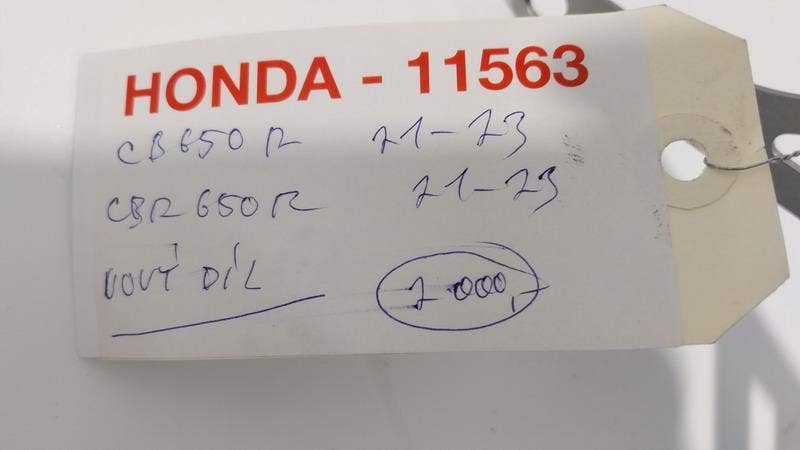 HONDA - 11563
CB650R 21-23
CBR650R 21-23
NOVÝ DÍL 2 000,-